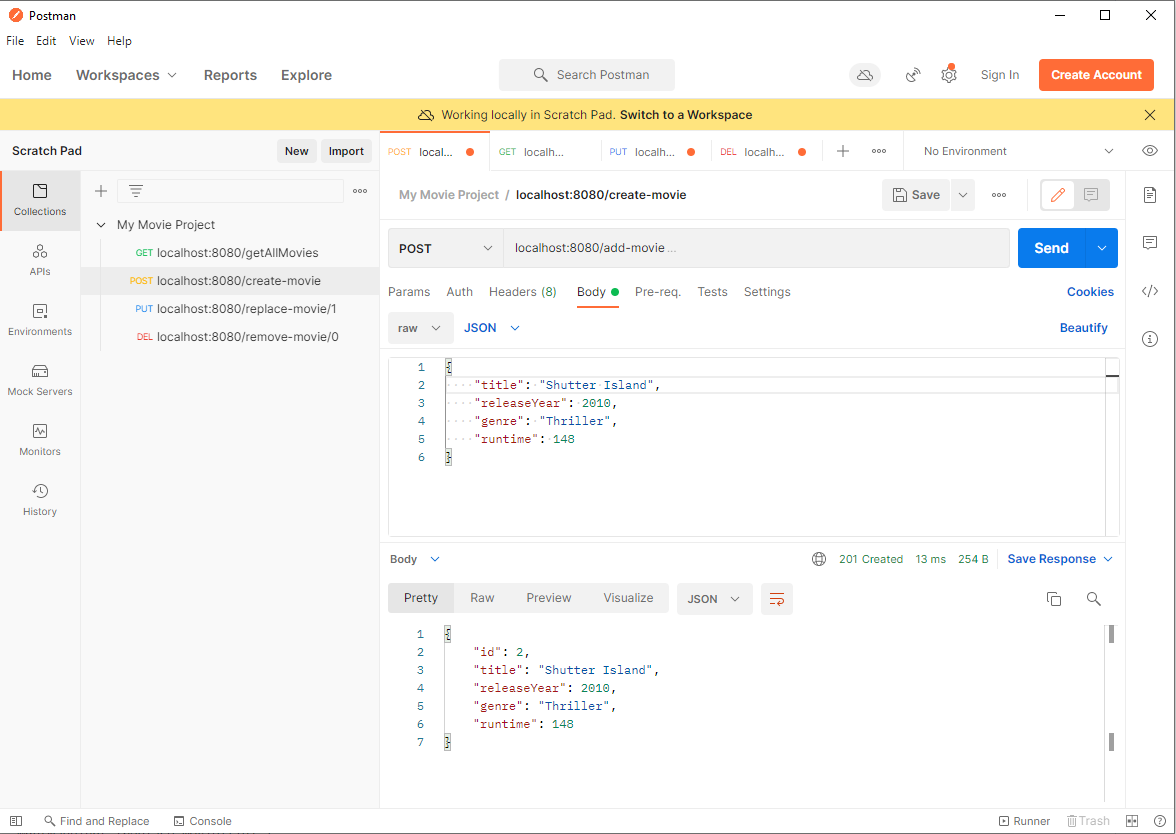 Postman
File Edit View Help
Home Workspaces Reports Explore Search Postman Sign In Create Account
Working locally in Scratch Pad. Switch to a Workspace
Scratch Pad New Import
POST local... GET localh... PUT localh... DEL localh... No Environment
Collections
APIs
Environments
Mock Servers
Monitors
History
My Movie Project
GET localhost:8080/getAllMovies
POST localhost:8080/create-movie
PUT localhost:8080/replace-movie/1
DEL localhost:8080/remove-movie/0
My Movie Project / localhost:8080/create-movie Save
POST localhost:8080/add-movie ... Send
Params Auth Headers (8) Body Pre-req. Tests Settings Cookies
raw JSON Beautify
1 {
2 "title": "Shutter Island",
3 "releaseYear": 2010,
4 "genre": "Thriller",
5 "runtime": 148
6 }
Body 201 Created 13 ms 254 B Save Response
Pretty Raw Preview Visualize JSON
1 {
2 "id": 2,
3 "title": "Shutter Island",
4 "releaseYear": 2010,
5 "genre": "Thriller",
6 "runtime": 148
7 }
Find and Replace Console Runner Trash